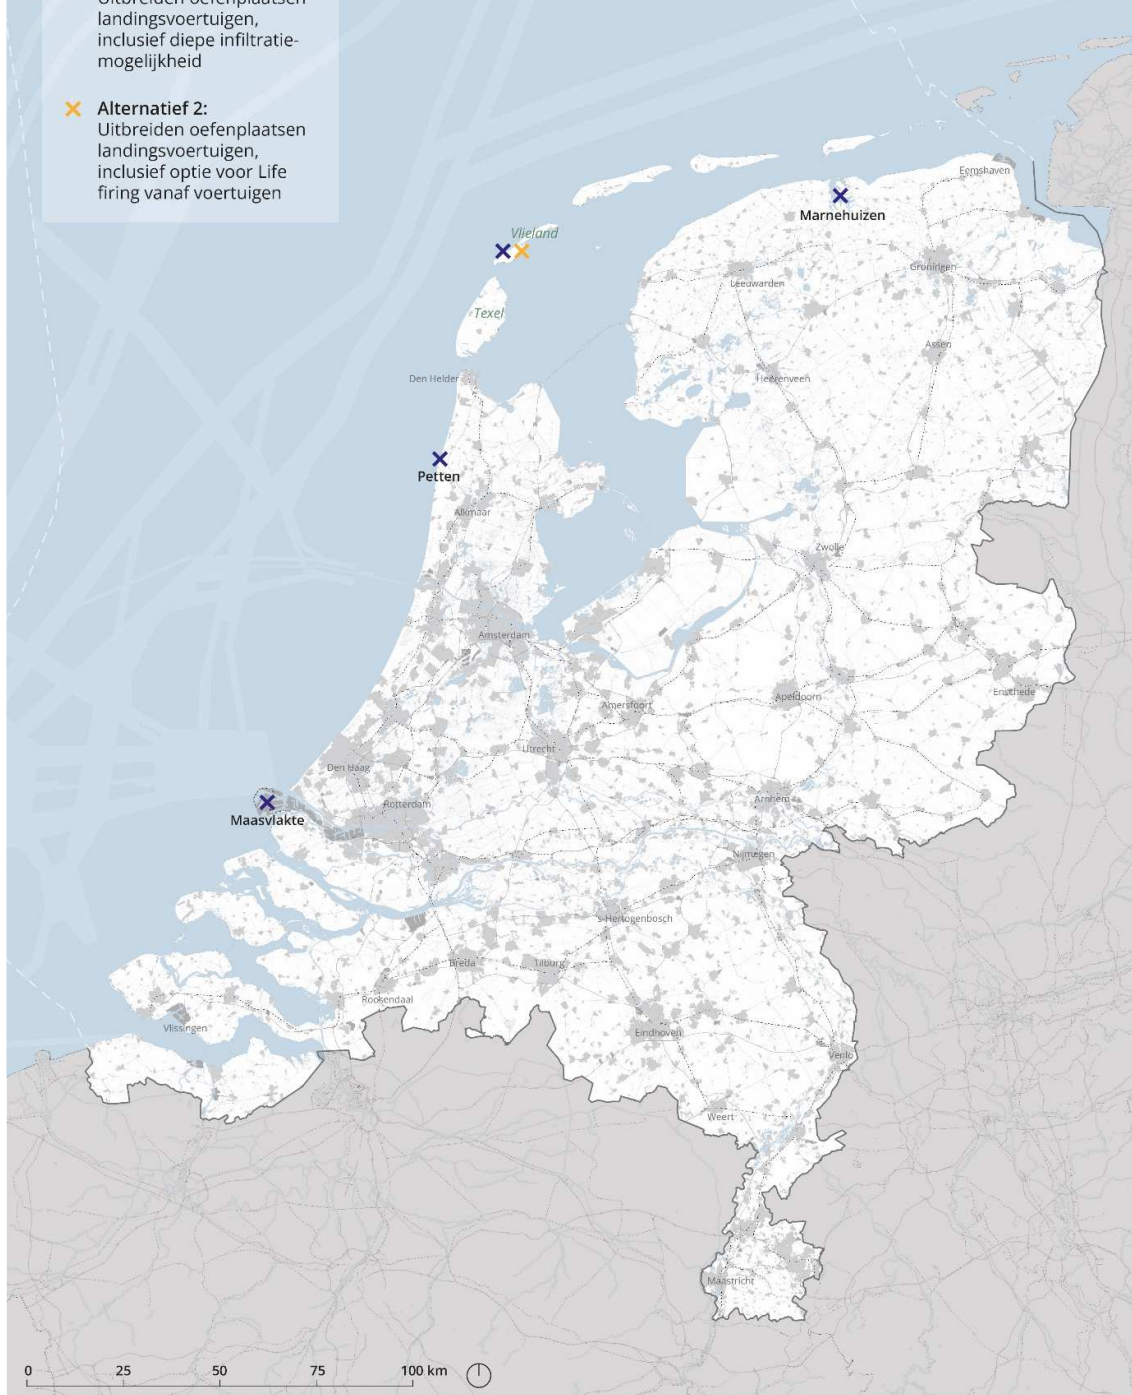 Uitbreiden oefenplaatsen
landingsvoertuigen,
inclusief diepe infiltratie-
mogelijkheid
Alternatief 2:
Uitbreiden oefenplaatsen
landingsvoertuigen,
inclusief optie voor Life
firing vanaf voertuigen
Eemshaven
Marnehuizen
Vlieland
Groningen
Leeuwarden
Texel
Assen
Den Helder
Heerenveen
Petten
Alkmaar
Zwolle
Amsterdam
Enschede
Apeldoorn
Amersfoort
Utrecht
Den Haag
Arnhem
Rotterdam
Maasvlakte
Nijmegen
's-Hertogenbosch
Breda
Tilburg
Roosendaal
Vlissingen
Eindhoven
Venlo
Weert
Maastricht
0 25 50 75 100 km